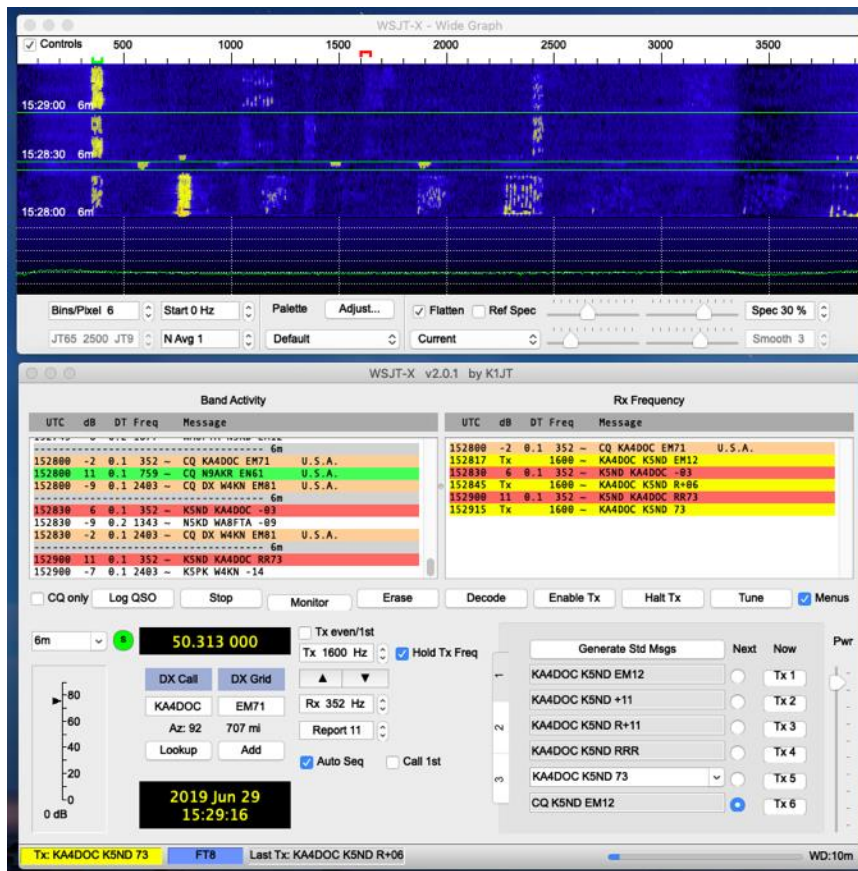 WSJT-X - Wide Graph
Controls 500 1000 1500 2000 2500 3000 3500
15:29:00 6m
15:28:30 6m
15:28:00 6m
Bins/Pixel 6 Start 0 Hz Palette Adjust... Flatten Ref Spec Spec 30 %
JT65 2500 JT9 N Avg 1 Default Current Smooth 3
WSJT-X v2.0.1 by K1JT
Band Activity Rx Frequency
UTC dB DT Freq Message UTC dB DT Freq Message
------------------------------ 6m
152800 -2 0.1 352 ~ CQ KA4DOC EM71 U.S.A.
152800 11 0.1 759 ~ CQ N9AKR EN61 U.S.A.
152800 -9 0.1 2403 ~ CQ DX W4KN EM81 U.S.A.
------------------------------ 6m
152830 6 0.1 352 ~ K5ND KA4DOC -03
152830 -9 0.2 1343 ~ N5KD WA8FTA -09
152830 -2 0.1 2403 ~ CQ DX W4KN EM81 U.S.A.
------------------------------ 6m
152900 11 0.1 352 ~ K5ND KA4DOC RR73
152900 -7 0.1 2403 ~ K5PK W4KN -14
152800 -2 0.1 352 ~ CQ KA4DOC EM71 U.S.A.
152817 Tx 1600 ~ KA4DOC K5ND EM12
152830 6 0.1 352 ~ K5ND KA4DOC -03
152845 Tx 1600 ~ KA4DOC K5ND R+06
152900 11 0.1 352 ~ K5ND KA4DOC RR73
152915 Tx 1600 ~ KA4DOC K5ND 73
CQ only Log QSO Stop Monitor Erase Decode Enable Tx Halt Tx Tune Menus
6m S 50.313 000 Tx even/1st
Tx 1600 Hz Hold Tx Freq
DX Call DX Grid
KA4DOC EM71 Rx 352 Hz
Az: 92 707 mi Report 11
Lookup Add Auto Seq Call 1st
2019 Jun 29
15:29:16
-80
-60
-40
-20
0
0 dB
1
2
3
Generate Std Msgs Next Now Pwr
KA4DOC K5ND EM12 Tx 1
KA4DOC K5ND +11 Tx 2
KA4DOC K5ND R+11 Tx 3
KA4DOC K5ND RRR Tx 4
KA4DOC K5ND 73 Tx 5
CQ K5ND EM12 Tx 6
Tx: KA4DOC K5ND 73 FT8 Last Tx: KA4DOC K5ND R+06 WD:10m